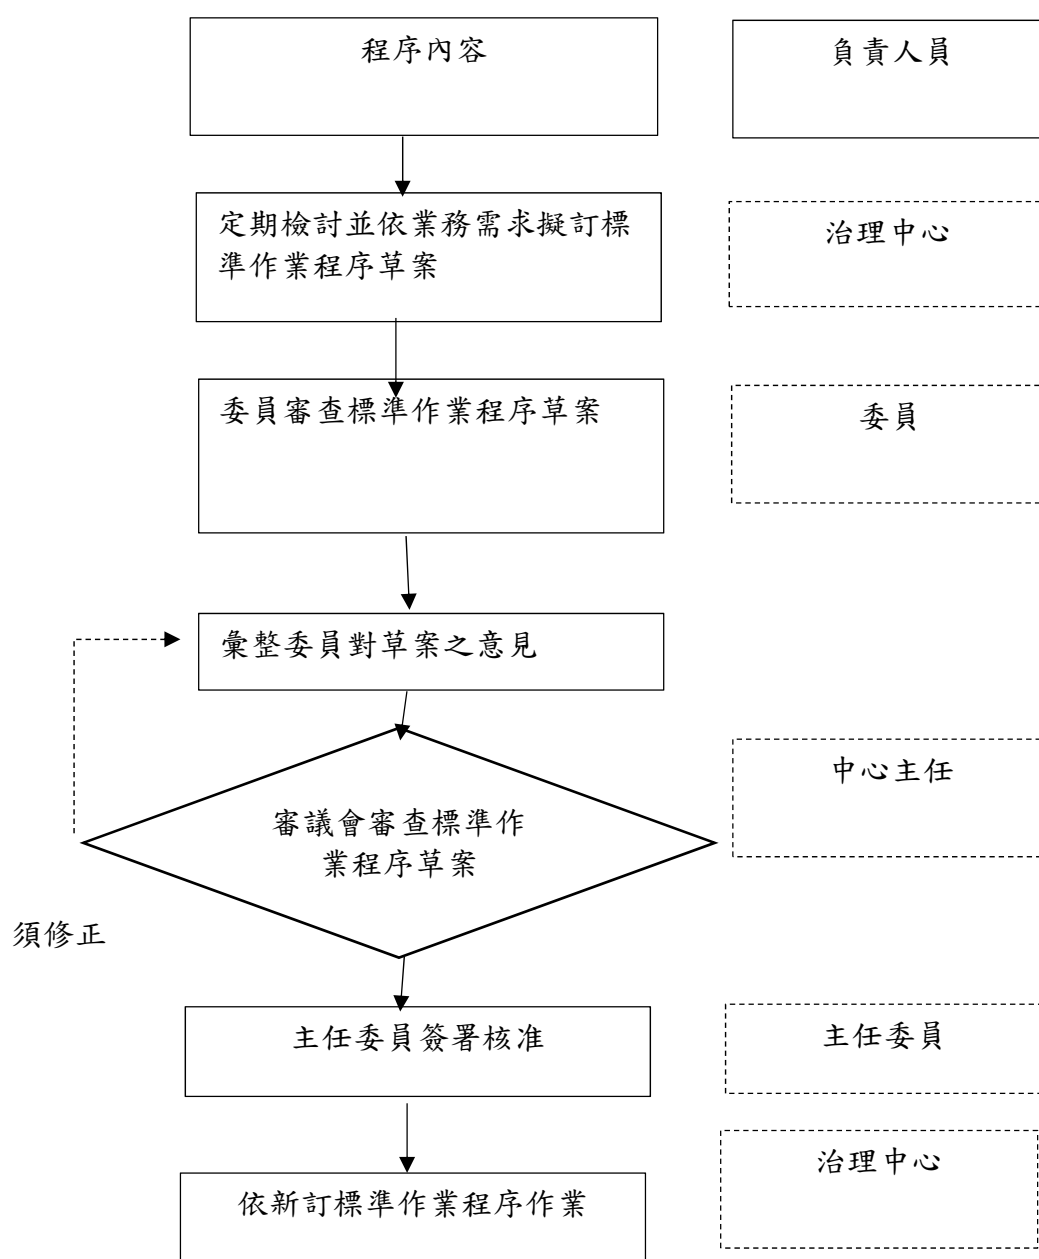 程序內容
負責人員
定期檢討並依業務需求擬訂標
準作業程序草案
治理中心
委員審查標準作業程序草案
委員
彙整委員對草案之意見
中心主任
審議會審查標準作
業程序草案
須修正
主任委員簽署核准
主任委員
治理中心
依新訂標準作業程序作業